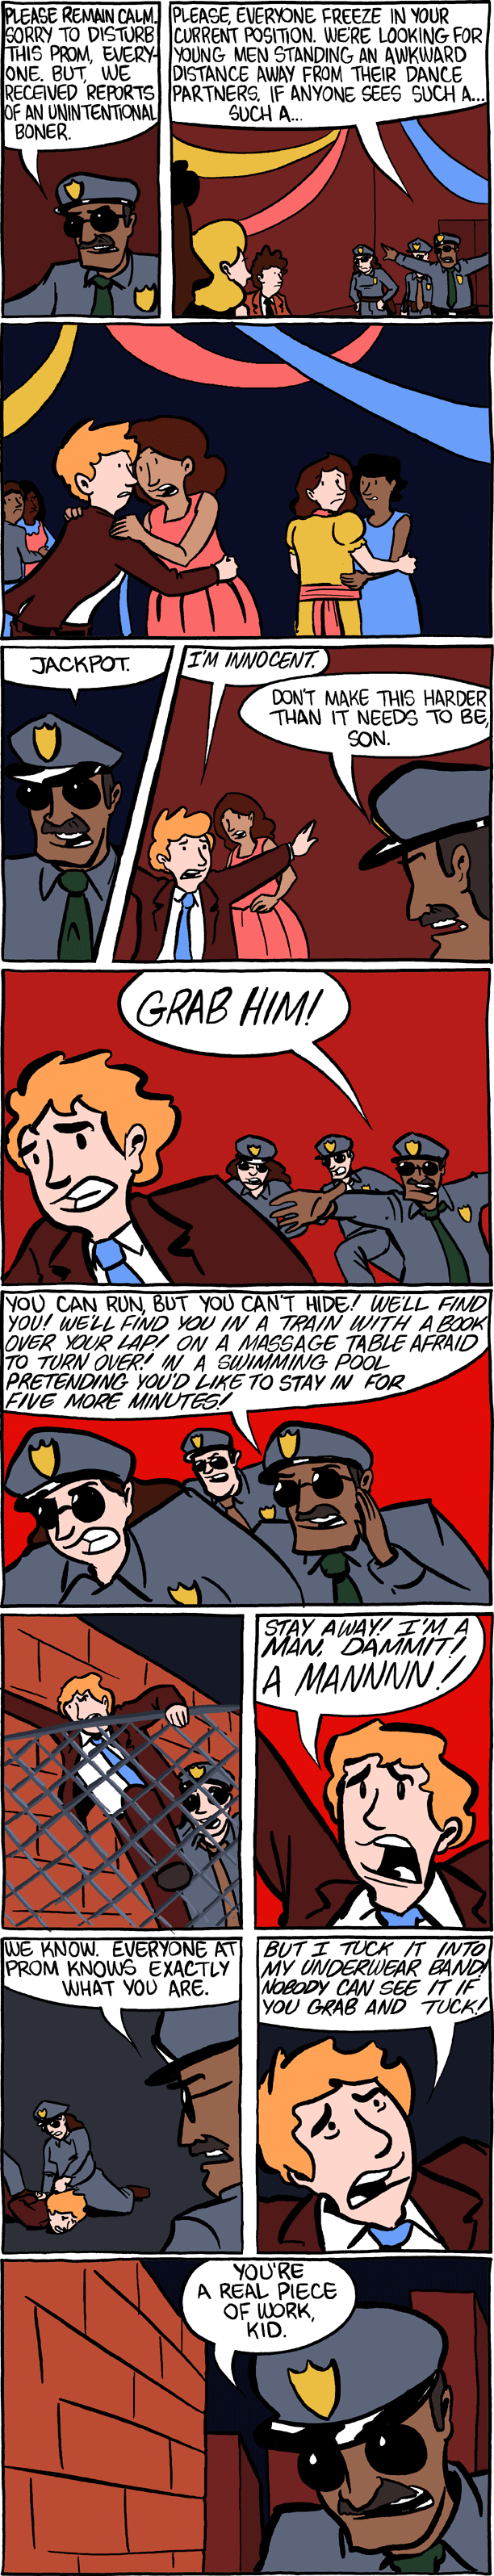 PLEASE REMAIN CALM.
SORRY TO DISTURB
THIS PROM, EVERY-
ONE. BUT, WE
RECEIVED REPORTS
OF AN UNINTENTIONAL
BONER.
PLEASE, EVERYONE FREEZE IN YOUR
CURRENT POSITION. WE'RE LOOKING FOR
YOUNG MEN STANDING AN AWKWARD
DISTANCE AWAY FROM THEIR DANCE
PARTNERS. IF ANYONE SEES SUCH A...
SUCH A...
JACKPOT.
I'M INNOCENT.
DON'T MAKE THIS HARDER
THAN IT NEEDS TO BE,
SON.
GRAB HIM!
YOU CAN RUN, BUT YOU CAN'T HIDE! WE'LL FIND
YOU! WE'LL FIND YOU IN A TRAIN WITH A BOOK
OVER YOUR LAP! ON A MASSAGE TABLE AFRAID
TO TURN OVER! IN A SWIMMING POOL
PRETENDING YOU'D LIKE TO STAY IN FOR
FIVE MORE MINUTES!
STAY AWAY! I'M A
MAN, DAMMIT!
A MANNNN!!
WE KNOW. EVERYONE AT
PROM KNOWS EXACTLY
WHAT YOU ARE.
BUT I TUCK IT INTO
MY UNDERWEAR BAND!
NOBODY CAN SEE IT IF
YOU GRAB AND TUCK!
YOU'RE
A REAL PIECE
OF WORK,
KID.